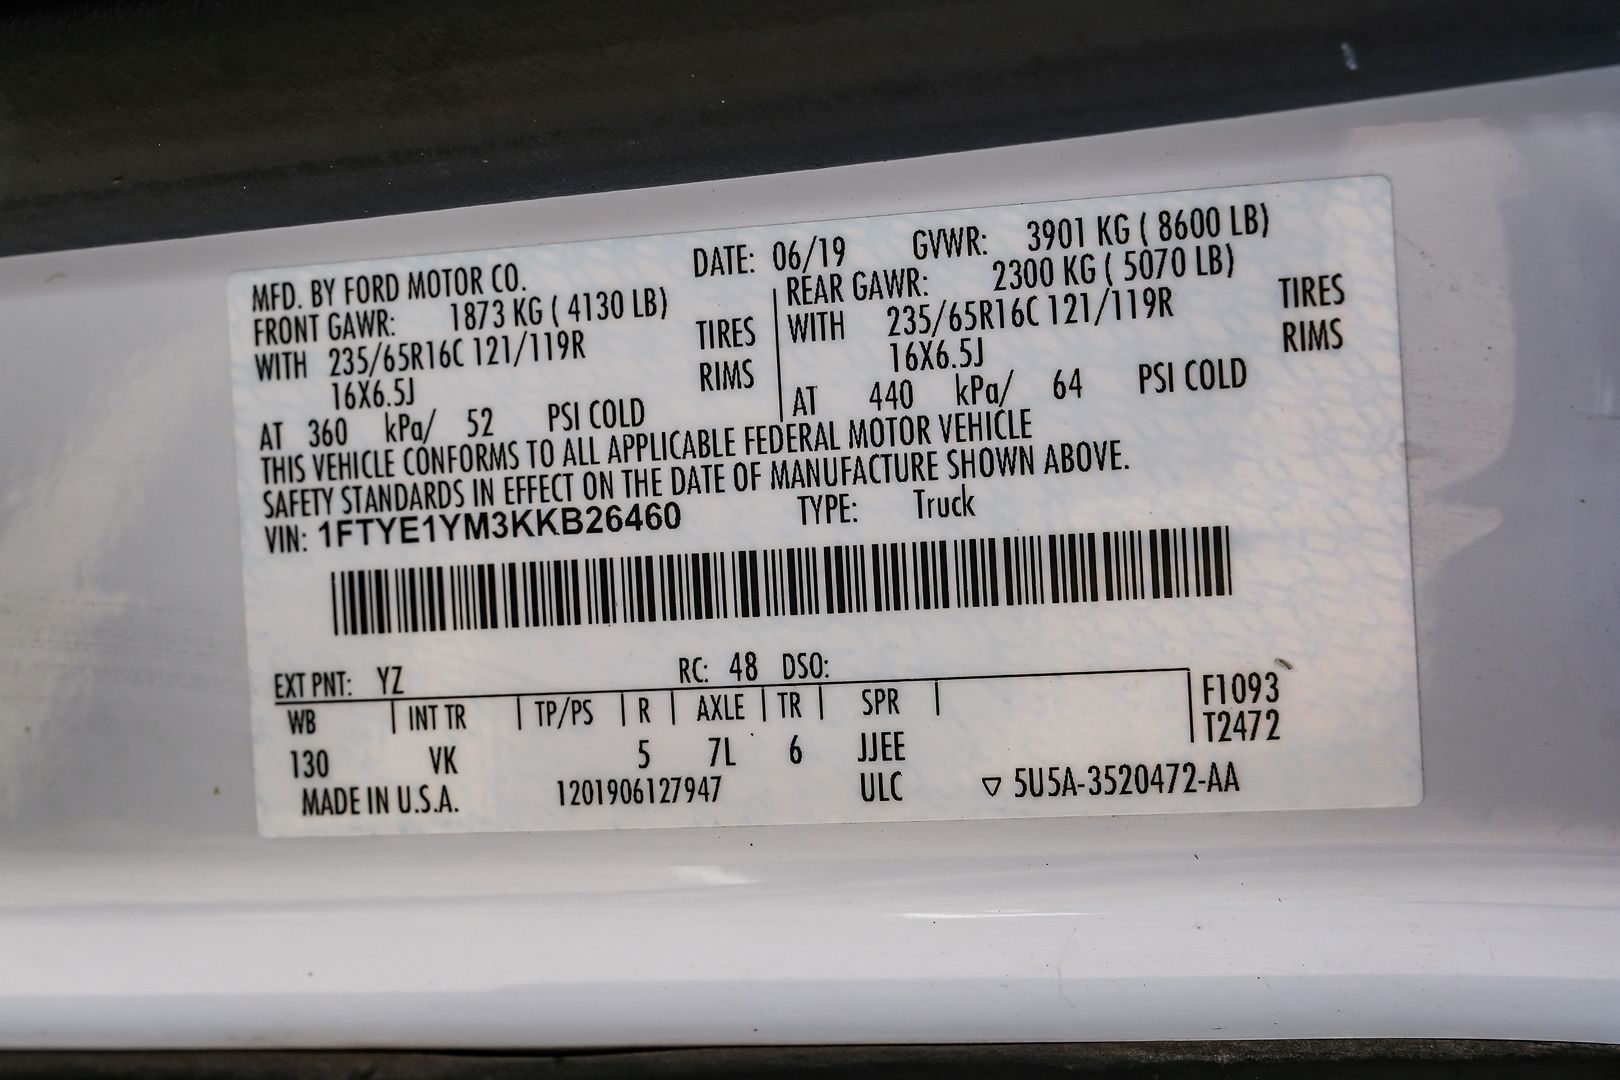 MFD. BY FORD MOTOR CO. DATE: 06/19 GVWR: 3901 KG ( 8600 LB)
FRONT GAWR: 1873 KG ( 4130 LB) REAR GAWR: 2300 KG ( 5070 LB)
WITH 235/65R16C 121/119R TIRES WITH 235/65R16C 121/119R TIRES
16X6.5J RIMS 16X6.5J RIMS
AT 360 kPa/ 52 PSI COLD AT 440 kPa/ 64 PSI COLD
THIS VEHICLE CONFORMS TO ALL APPLICABLE FEDERAL MOTOR VEHICLE
SAFETY STANDARDS IN EFFECT ON THE DATE OF MANUFACTURE SHOWN ABOVE.
VIN: 1FTYE1YM3KKB26460 TYPE: Truck
EXT PNT: YZ RC: 48 DSO:
WB INT TR TP/PS R AXLE TR SPR F1093
T2472
130 VK 5 7L 6 JJEE
MADE IN U.S.A. 1201906127947 ULC ▽ 5U5A-3520472-AA